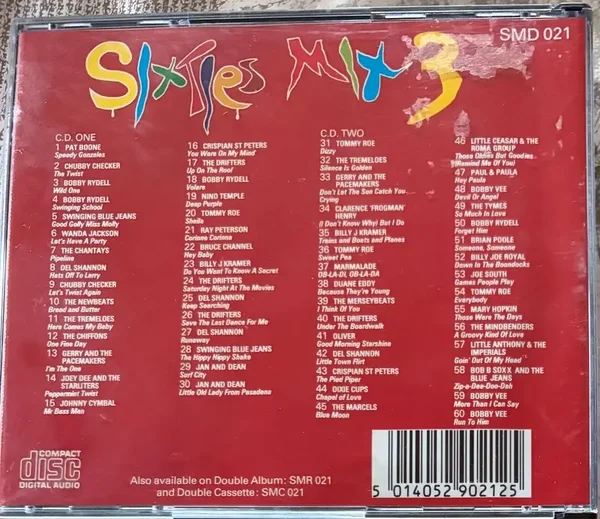 SMD 021
SIXTIES MIX 3
C.D. ONE
1 PAT BOONE
Speedy Gonzales
2 CHUBBY CHECKER
The Twist
3 BOBBY RYDELL
Wild One
4 BOBBY RYDELL
Swinging School
5 SWINGING BLUE JEANS
Good Golly Miss Molly
6 WANDA JACKSON
Let's Have A Party
7 THE CHANTAYS
Pipeline
8 DEL SHANNON
Hats Off To Larry
9 CHUBBY CHECKER
Let's Twist Again
10 THE NEWBEATS
Bread and Butter
11 THE TREMELOES
Here Comes My Baby
12 THE CHIFFONS
One Fine Day
13 GERRY AND THE
PACEMAKERS
I'm The One
14 JOEY DEE AND THE
STARLITERS
Peppermint Twist
15 JOHNNY CYMBAL
Mr Bass Man
16 CRISPIAN ST PETERS
You Were On My Mind
17 THE DRIFTERS
Up On The Roof
18 BOBBY RYDELL
Volare
19 NINO TEMPLE
Deep Purple
20 TOMMY ROE
Sheila
21 RAY PETERSON
Corinna Corinna
22 BRUCE CHANNEL
Hey Baby
23 BILLY J KRAMER
Do You Want To Know A Secret
24 THE DRIFTERS
Saturday Night At The Movies
25 DEL SHANNON
Keep Searching
26 THE DRIFTERS
Save The Last Dance For Me
27 DEL SHANNON
Runaway
28 SWINGING BLUE JEANS
The Hippy Hippy Shake
29 JAN AND DEAN
Surf City
30 JAN AND DEAN
Little Old Lady From Pasadena
C.D. TWO
31 TOMMY ROE
Dizzy
32 THE TREMELOES
Silence Is Golden
33 GERRY AND THE
PACEMAKERS
Don't Let The Sun Catch You
Crying
34 CLARENCE 'FROGMAN'
HENRY
(I Don't Know Why) But I Do
35 BILLY J KRAMER
Trains and Boats and Planes
36 TOMMY ROE
Sweet Pea
37 MARMALADE
OB-LA-DI, OB-LA-DA
38 DUANE EDDY
Because They're Young
39 THE MERSEYBEATS
I Think Of You
40 THE DRIFTERS
Under The Boardwalk
41 OLIVER
Good Morning Starshine
42 DEL SHANNON
Little Town Flirt
43 CRISPIAN ST PETERS
The Pied Piper
44 DIXIE CUPS
Chapel of Love
45 THE MARCELS
Blue Moon
46 LITTLE CEASAR & THE
ROMA GROUP
Those Oldies But Goodies
(Remind Me Of You)
47 PAUL & PAULA
Hey Paula
48 BOBBY VEE
Devil Or Angel
49 THE TYMES
So Much In Love
50 BOBBY RYDELL
Forget Him
51 BRIAN POOLE
Someone, Someone
52 BILLY JOE ROYAL
Down In The Boondocks
53 JOE SOUTH
Games People Play
54 TOMMY ROE
Everybody
55 MARY HOPKIN
Those Were The Days
56 THE MINDBENDERS
A Groovy Kind Of Love
57 LITTLE ANTHONY & THE
IMPERIALS
Goin' Out Of My Head
58 BOB B SOXX AND THE
BLUE JEANS
Zip-a-Dee-Doo-Dah
59 BOBBY VEE
More Than I Can Say
60 BOBBY VEE
Run To Him
COMPACT
disc
DIGITAL AUDIO
Also available on Double Album: SMR 021
and Double Cassette: SMC 021
5 014052 902125